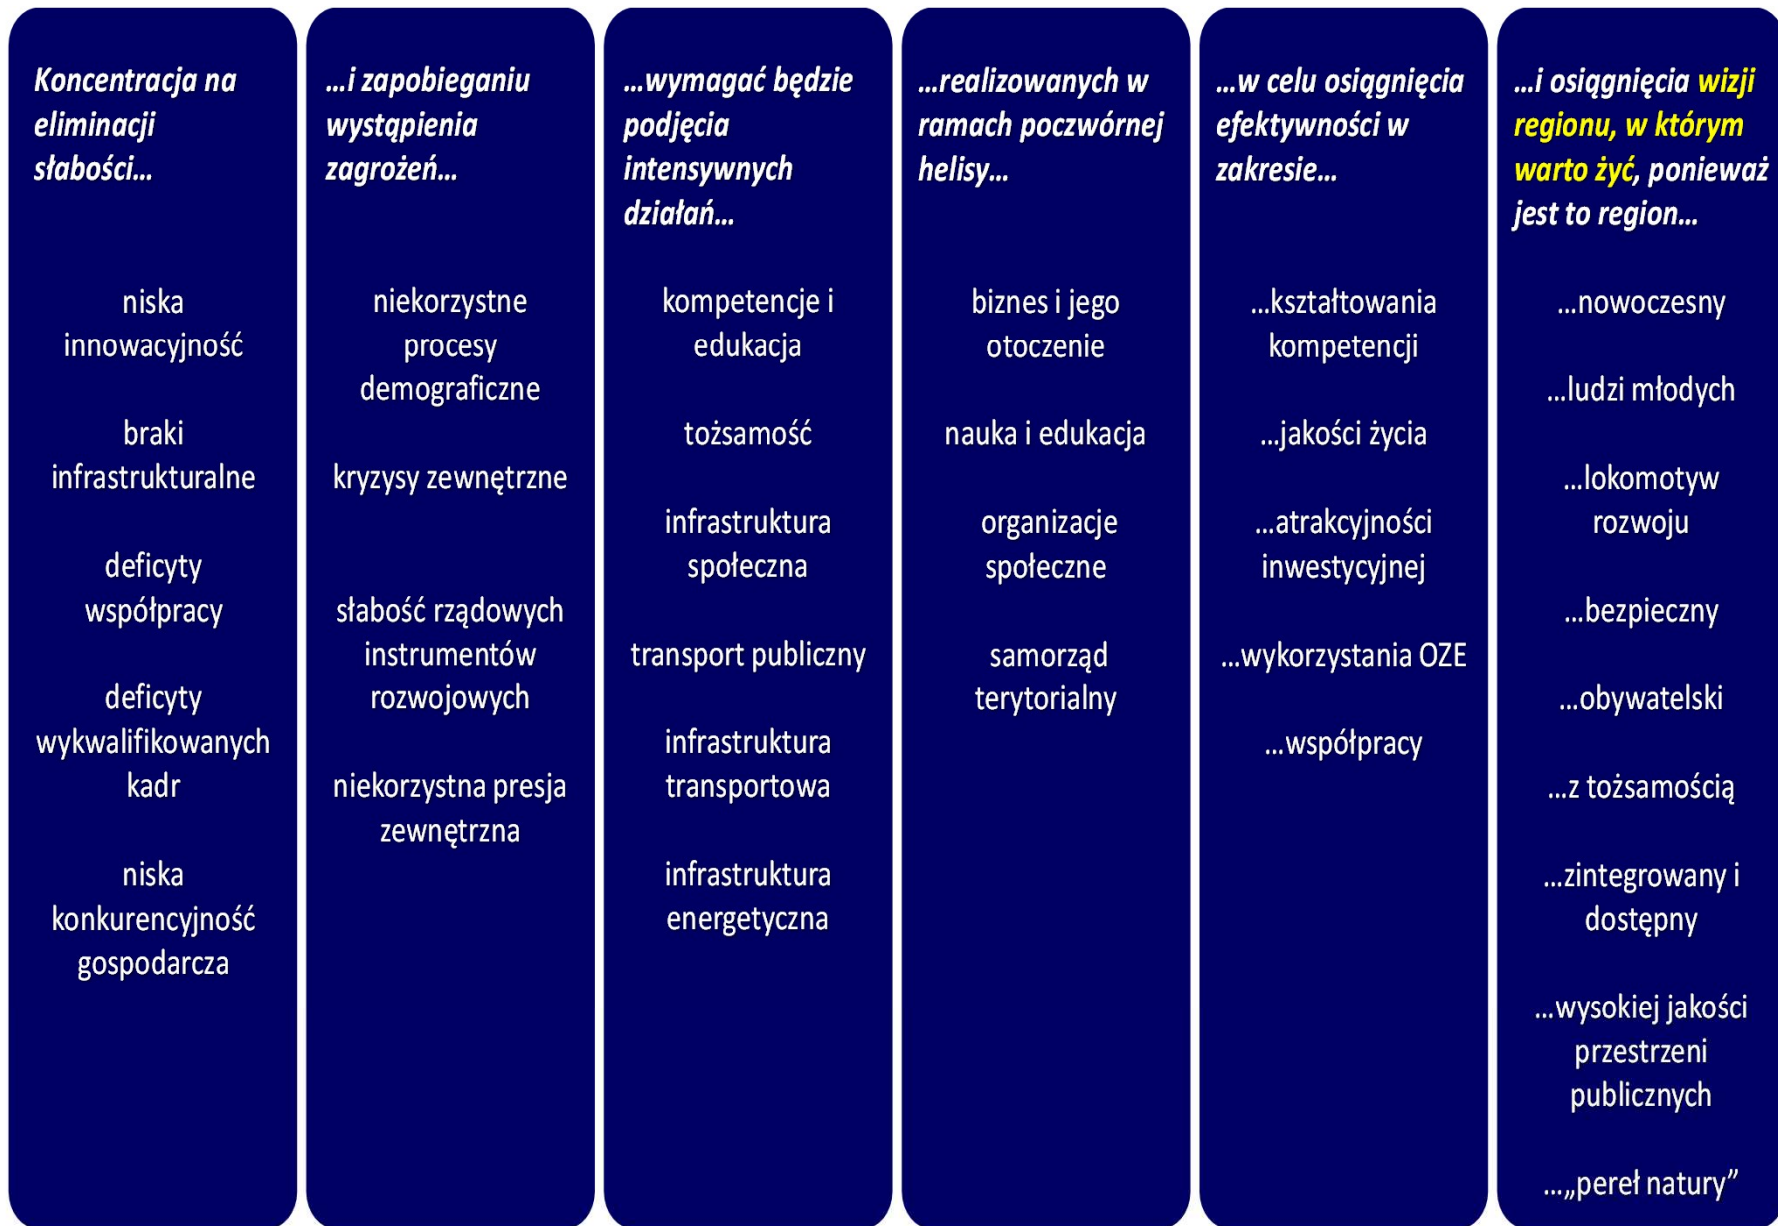 Koncentracja na
eliminacji
słabości...
niska
innowacyjność
braki
infrastrukturalne
deficyty
współpracy
deficyty
wykwalifikowanych
kadr
niska
konkurencyjność
gospodarcza
...i zapobieganiu
wystąpienia
zagrożeń...
niekorzystne
procesy
demograficzne
kryzysy zewnętrzne
słabość rządowych
instrumentów
rozwojowych
niekorzystna presja
zewnętrzna
...wymagać będzie
podjęcia
intensywnych
działań...
kompetencje i
edukacja
tożsamość
infrastruktura
społeczna
transport publiczny
infrastruktura
transportowa
infrastruktura
energetyczna
...realizowanych w
ramach poczwórnej
helisy...
biznes i jego
otoczenie
nauka i edukacja
organizacje
społeczne
samorząd
terytorialny
...w celu osiągnięcia
efektywności w
zakresie...
...kształtowania
kompetencji
...jakości życia
...atrakcyjności
inwestycyjnej
...wykorzystania OZE
...współpracy
...i osiągnięcia wizji
regionu, w którym
warto żyć, ponieważ
jest to region...
...nowoczesny
...ludzi młodych
...lokomotyw
rozwoju
...bezpieczny
...obywatelski
...z tożsamością
...zintegrowany i
dostępny
...wysokiej jakości
przestrzeni
publicznych
...„pereł natury”